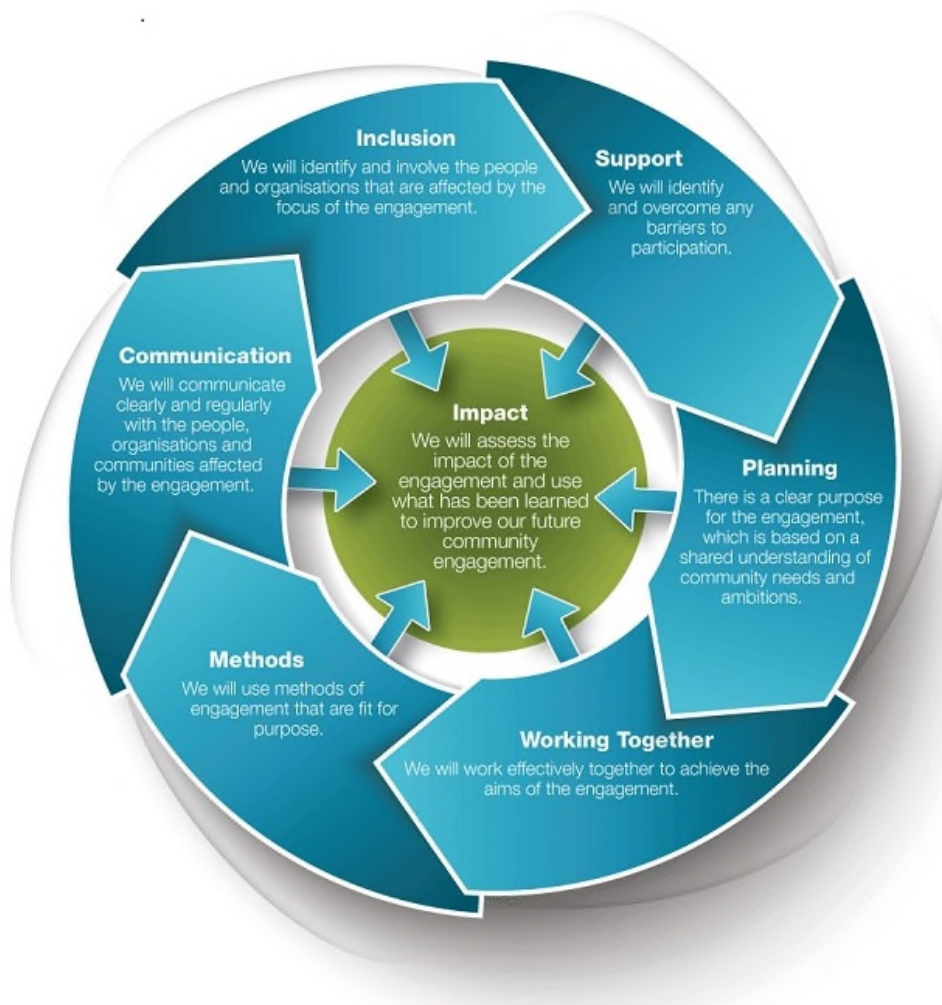 Inclusion
We will identify and involve the people
and organisations that are affected by the
focus of the engagement.
Support
We will identify
and overcome any
barriers to
participation.
Planning
There is a clear purpose
for the engagement,
which is based on a
shared understanding of
community needs and
ambitions.
Working Together
We will work effectively together to achieve the
aims of the engagement.
Methods
We will use methods of
engagement that are fit for
purpose.
Communication
We will communicate
clearly and regularly
with the people,
organisations and
communities affected
by the engagement.
Impact
We will assess the
impact of the
engagement and use
what has been learned
to improve our future
community
engagement.